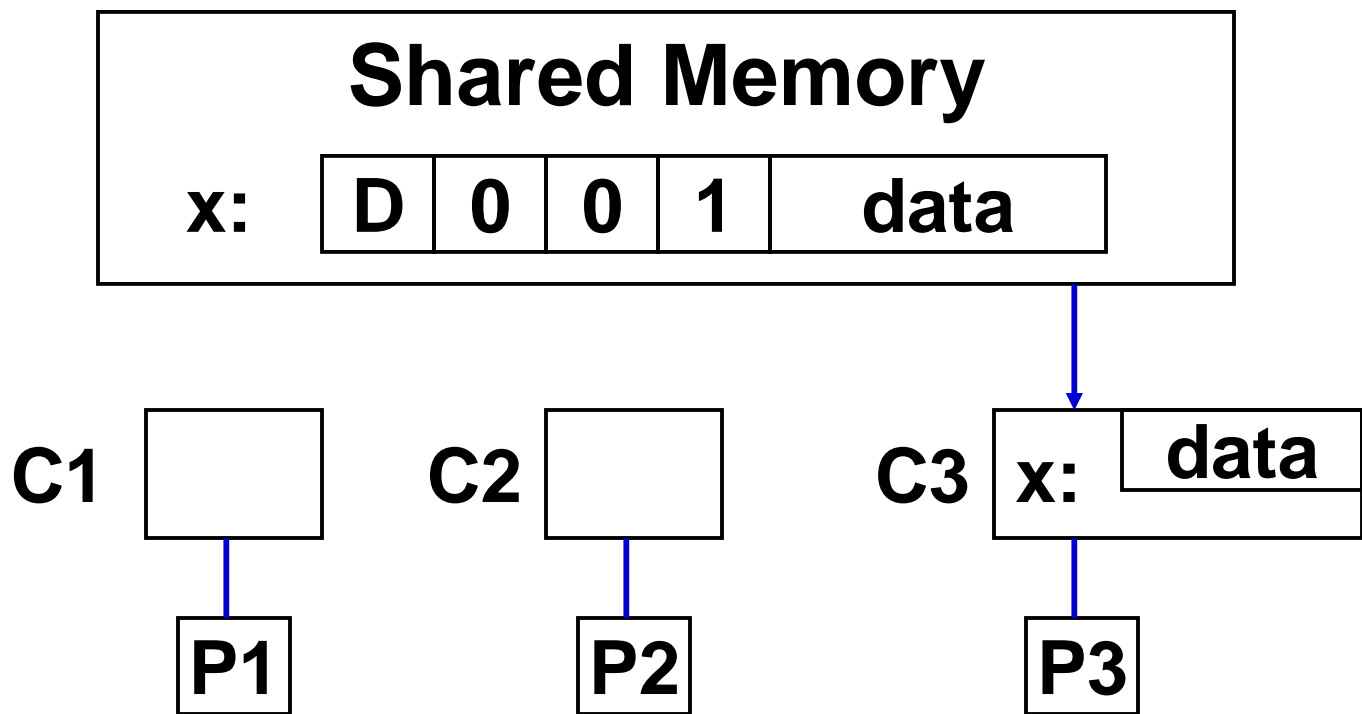 Shared Memory
x: D 0 0 1 data
C1 C2 C3 x: data
P1 P2 P3